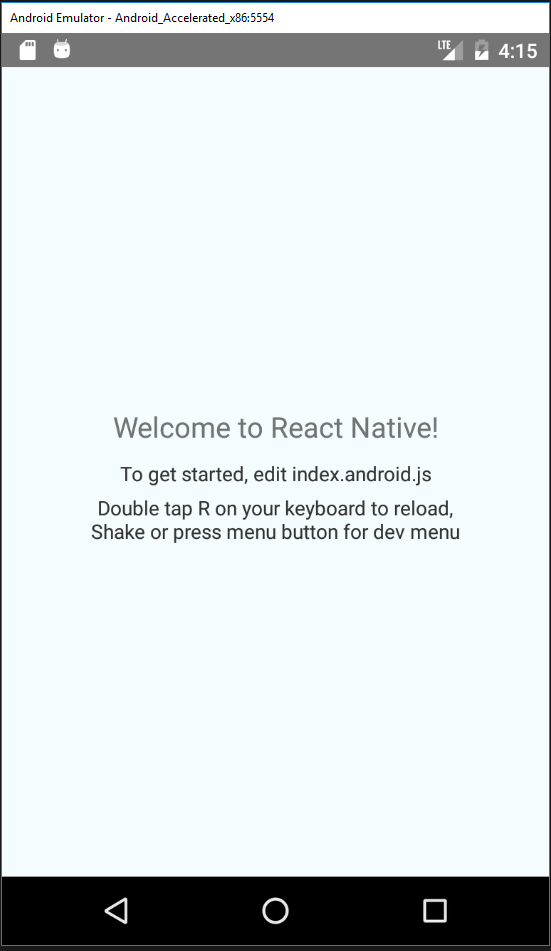 Android Emulator - Android_Accelerated_x86:5554
LTE 4:15
Welcome to React Native!
To get started, edit index.android.js
Double tap R on your keyboard to reload,
Shake or press menu button for dev menu